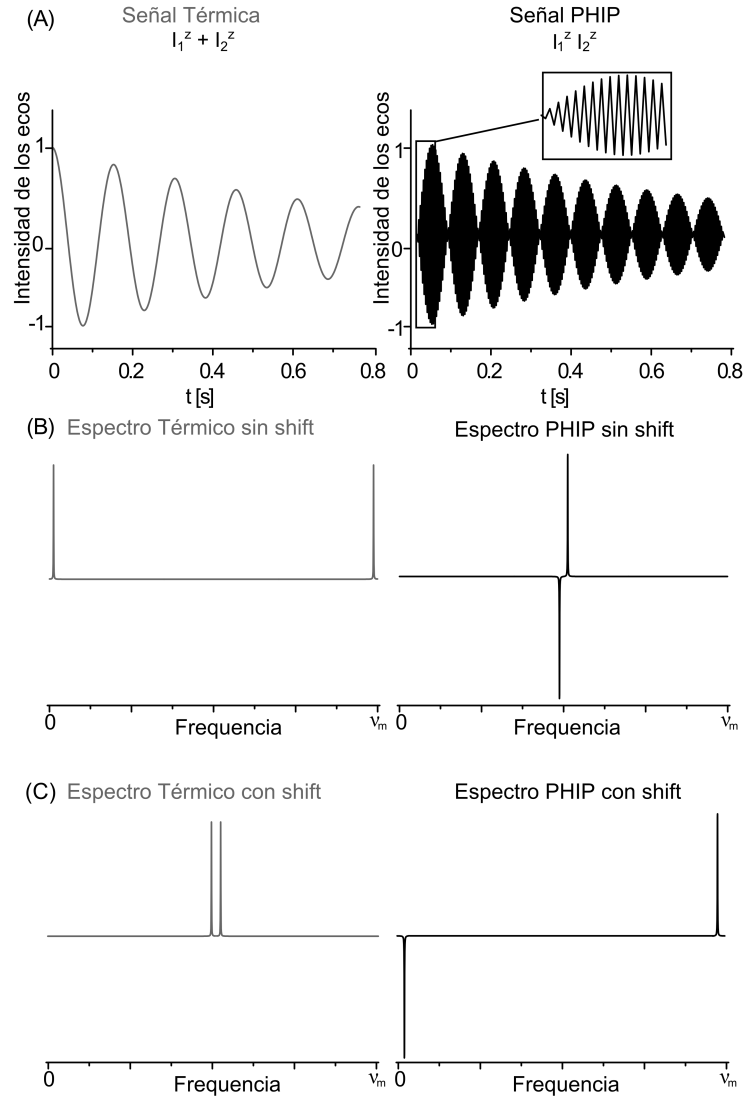 (A)
Señal Térmica
I₁ᶻ + I₂ᶻ
Señal PHIP
I₁ᶻ I₂ᶻ
Intensidad de los ecos
1
0
-1
0
0.2
0.4
0.6
0.8
t [s]
Intensidad de los ecos
1
0
-1
0
0.2
0.4
0.6
0.8
t [s]
(B) Espectro Térmico sin shift
Espectro PHIP sin shift
0
Frequencia
νₘ
0
Frequencia
νₘ
(C) Espectro Térmico con shift
Espectro PHIP con shift
0
Frequencia
νₘ
0
Frequencia
νₘ